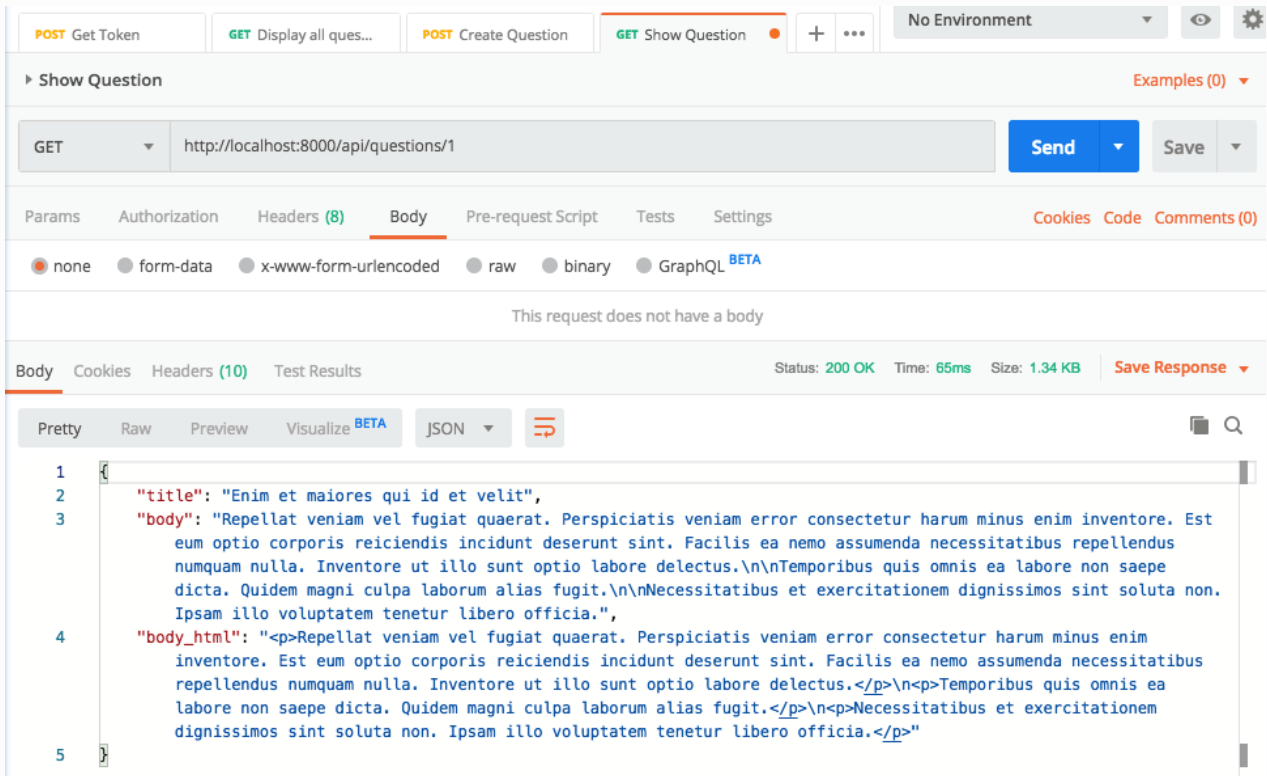 POST Get Token GET Display all ques... POST Create Question GET Show Question + ••• No Environment
Show Question Examples (0)
GET http://localhost:8000/api/questions/1 Send Save
Params Authorization Headers (8) Body Pre-request Script Tests Settings Cookies Code Comments (0)
none form-data x-www-form-urlencoded raw binary GraphQL BETA
This request does not have a body
Body Cookies Headers (10) Test Results Status: 200 OK Time: 65ms Size: 1.34 KB Save Response
Pretty Raw Preview Visualize BETA JSON
1 {
2 "title": "Enim et maiores qui id et velit",
3 "body": "Repellat veniam vel fugiat quaerat. Perspiciatis veniam error consectetur harum minus enim inventore. Est
eum optio corporis reiciendis incidunt deserunt sint. Facilis ea nemo assumenda necessitatibus repellendus
numquam nulla. Inventore ut illo sunt optio labore delectus.\n\nTemporibus quis omnis ea labore non saepe
dicta. Quidem magni culpa laborum alias fugit.\n\nNecessitatibus et exercitationem dignissimos sint soluta non.
Ipsam illo voluptatem tenetur libero officia.",
4 "body_html": "<p>Repellat veniam vel fugiat quaerat. Perspiciatis veniam error consectetur harum minus enim
inventore. Est eum optio corporis reiciendis incidunt deserunt sint. Facilis ea nemo assumenda necessitatibus
repellendus numquam nulla. Inventore ut illo sunt optio labore delectus.</p>\n<p>Temporibus quis omnis ea
labore non saepe dicta. Quidem magni culpa laborum alias fugit.</p>\n<p>Necessitatibus et exercitationem
dignissimos sint soluta non. Ipsam illo voluptatem tenetur libero officia.</p>"
5 }